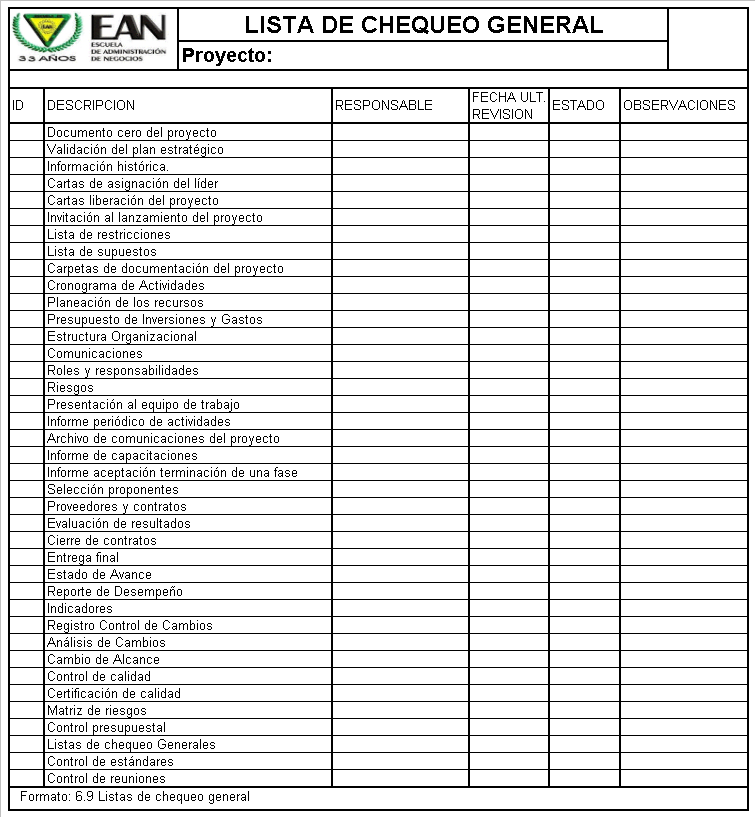 EAN
ESCUELA
DE ADMINISTRACIÓN
DE NEGOCIOS
33 AÑOS
LISTA DE CHEQUEO GENERAL
Proyecto:
ID DESCRIPCION RESPONSABLE FECHA ULT. REVISION ESTADO OBSERVACIONES
Documento cero del proyecto
Validación del plan estratégico
Información histórica.
Cartas de asignación del líder
Cartas liberación del proyecto
Invitación al lanzamiento del proyecto
Lista de restricciones
Lista de supuestos
Carpetas de documentación del proyecto
Cronograma de Actividades
Planeación de los recursos
Presupuesto de Inversiones y Gastos
Estructura Organizacional
Comunicaciones
Roles y responsabilidades
Riesgos
Presentación al equipo de trabajo
Informe periódico de actividades
Archivo de comunicaciones del proyecto
Informe de capacitaciones
Informe aceptación terminación de una fase
Selección proponentes
Proveedores y contratos
Evaluación de resultados
Cierre de contratos
Entrega final
Estado de Avance
Reporte de Desempeño
Indicadores
Registro Control de Cambios
Análisis de Cambios
Cambio de Alcance
Control de calidad
Certificación de calidad
Matriz de riesgos
Control presupuestal
Listas de chequeo Generales
Control de estándares
Control de reuniones
Formato: 6.9 Listas de chequeo general